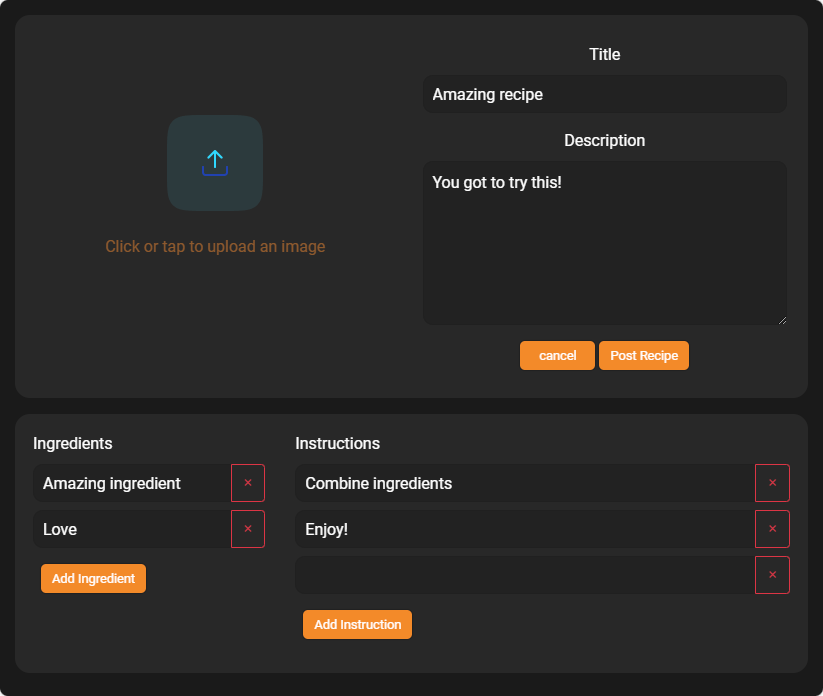 Title
Amazing recipe
Description
You got to try this!
Click or tap to upload an image
cancel
Post Recipe
Ingredients
Amazing ingredient ×
Love ×
Add Ingredient
Instructions
Combine ingredients ×
Enjoy! ×
×
Add Instruction